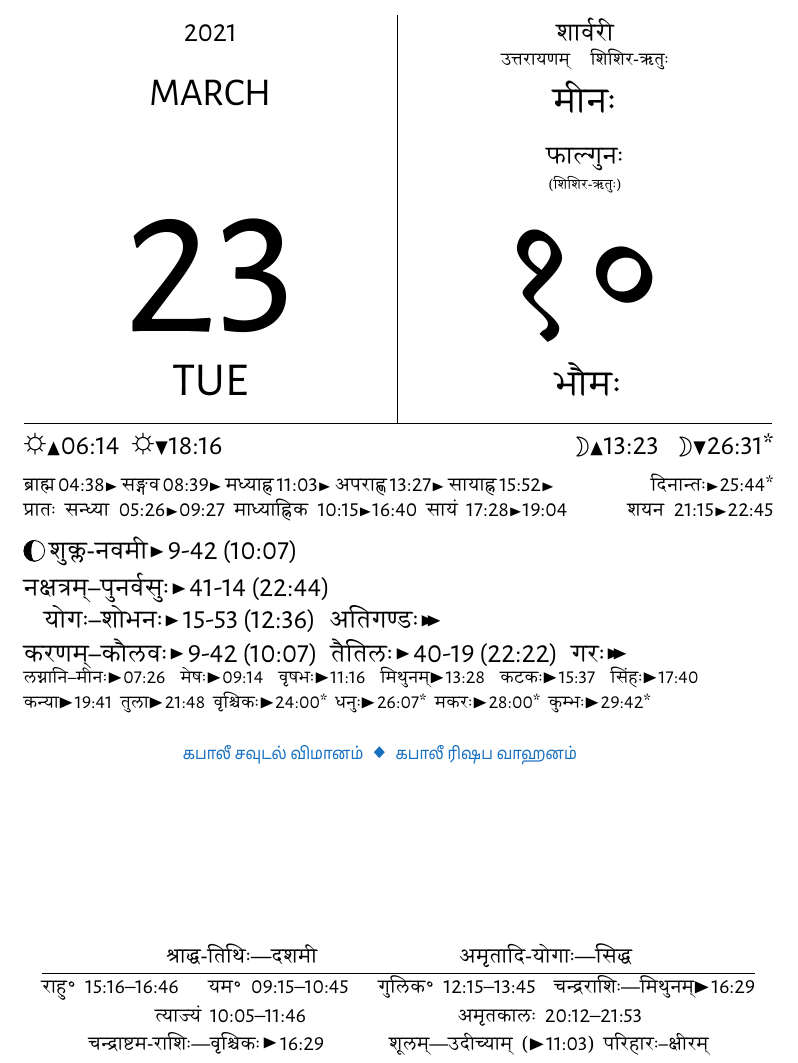 2021
MARCH
23
TUE
शार्वरी
उत्तरायणम् शिशिर-ऋतुः
मीनः
फाल्गुनः
(शिशिर-ऋतुः)
१०
भौमः
☼▲06:14 ☼▼18:16 ☽▲13:23 ☽▼26:31*
ब्राह्म 04:38► सङ्गव 08:39► मध्याह्न 11:03► अपराह्ण 13:27► सायाह्न 15:52► दिनान्तः►25:44*
प्रातः सन्ध्या 05:26►09:27 माध्याह्निक 10:15►16:40 सायं 17:28►19:04 शयन 21:15►22:45
शुक्ल-नवमी►9-42 (10:07)
नक्षत्रम्–पुनर्वसुः►41-14 (22:44)
योगः–शोभनः►15-53 (12:36) अतिगण्डः►►
करणम्–कौलवः►9-42 (10:07) तैतिलः►40-19 (22:22) गरः►►
लग्नानि–मीनः►07:26 मेषः►09:14 वृषभः►11:16 मिथुनम्►13:28 कटकः►15:37 सिंहः►17:40
कन्या►19:41 तुला►21:48 वृश्चिकः►24:00* धनुः►26:07* मकरः►28:00* कुम्भः►29:42*
கபாலீ சவுடல் விமானம் ◆ கபாலீ ரிஷப வாஹனம்
श्राद्ध-तिथिः—दशमी अमृतादि-योगाः—सिद्ध
राहु° 15:16–16:46 यम° 09:15–10:45 गुलिक° 12:15–13:45 चन्द्रराशिः—मिथुनम्►16:29
त्याज्यं 10:05–11:46 अमृतकालः 20:12–21:53
चन्द्राष्टम-राशिः—वृश्चिकः►16:29 शूलम्—उदीच्याम् (►11:03) परिहारः–क्षीरम्